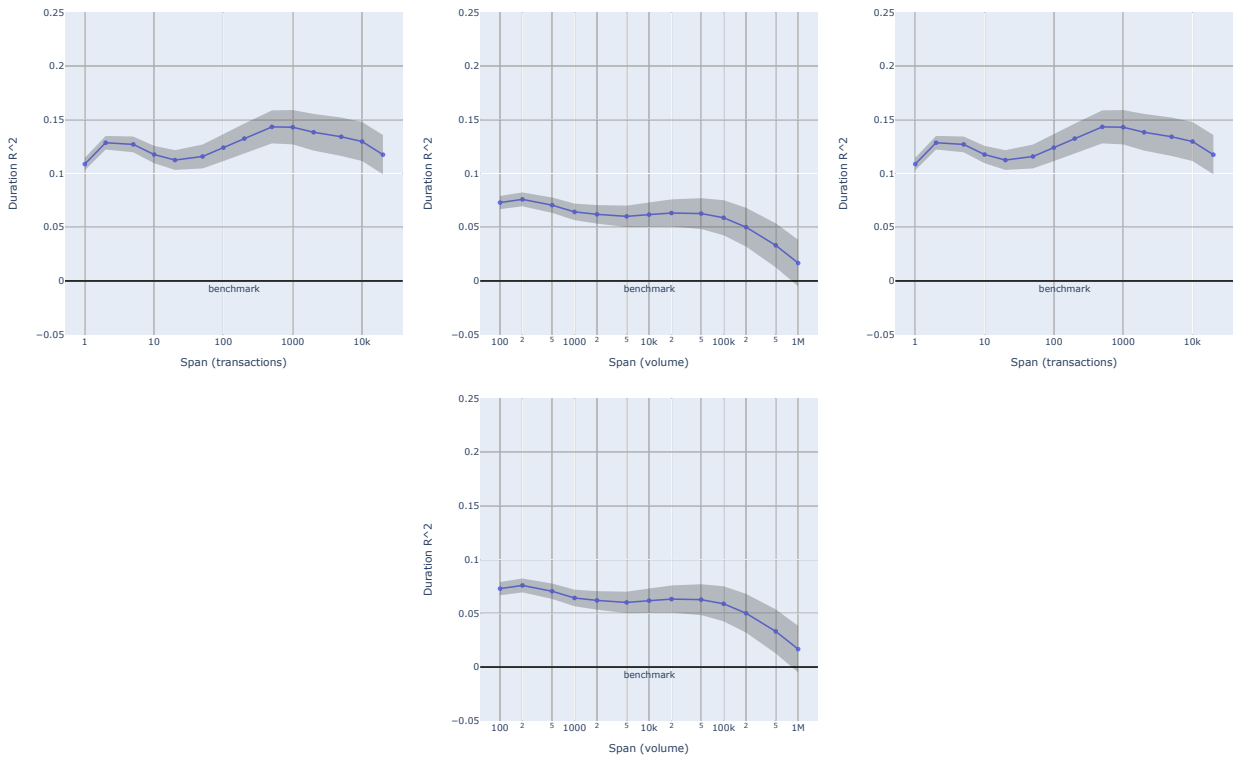 0.25
0.2
0.15
0.1
0.05
0
−0.05
Duration R^2
benchmark
1 10 100 1000 10k
Span (transactions)
0.25
0.2
0.15
0.1
0.05
0
−0.05
Duration R^2
benchmark
100 2 5 1000 2 5 10k 2 5 100k 2 5 1M
Span (volume)
0.25
0.2
0.15
0.1
0.05
0
−0.05
Duration R^2
benchmark
1 10 100 1000 10k
Span (transactions)
0.25
0.2
0.15
0.1
0.05
0
−0.05
Duration R^2
benchmark
100 2 5 1000 2 5 10k 2 5 100k 2 5 1M
Span (volume)